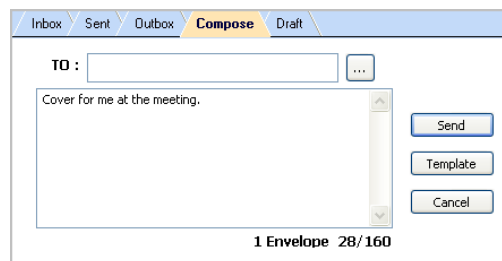 Inbox Sent Outbox Compose Draft
TO : ...
Cover for me at the meeting.
Send
Template
Cancel
1 Envelope 28/160